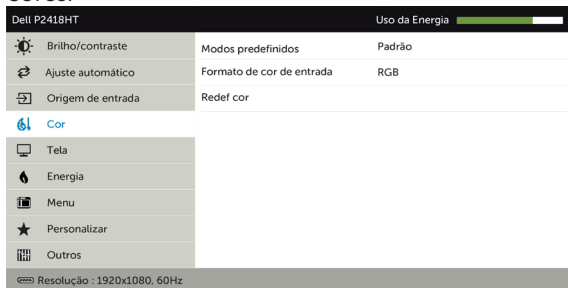 Dell P2418HT Uso da Energia
Brilho/contraste Modos predefinidos Padrão
Ajuste automático Formato de cor de entrada RGB
Origem de entrada Redef cor
Cor
Tela
Energia
Menu
Personalizar
Outros
Resolução : 1920x1080, 60Hz